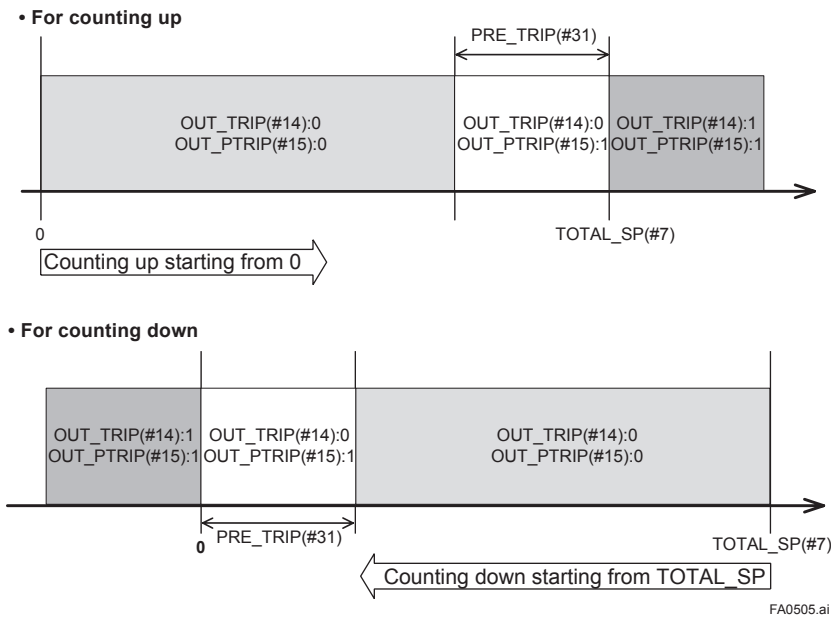 • For counting up
PRE_TRIP(#31)
OUT_TRIP(#14):0
OUT_PTRIP(#15):0
OUT_TRIP(#14):0
OUT_PTRIP(#15):1
OUT_TRIP(#14):1
OUT_PTRIP(#15):1
0
TOTAL_SP(#7)
Counting up starting from 0
• For counting down
OUT_TRIP(#14):1
OUT_PTRIP(#15):1
OUT_TRIP(#14):0
OUT_PTRIP(#15):1
OUT_TRIP(#14):0
OUT_PTRIP(#15):0
0
PRE_TRIP(#31)
TOTAL_SP(#7)
Counting down starting from TOTAL_SP
FA0505.ai